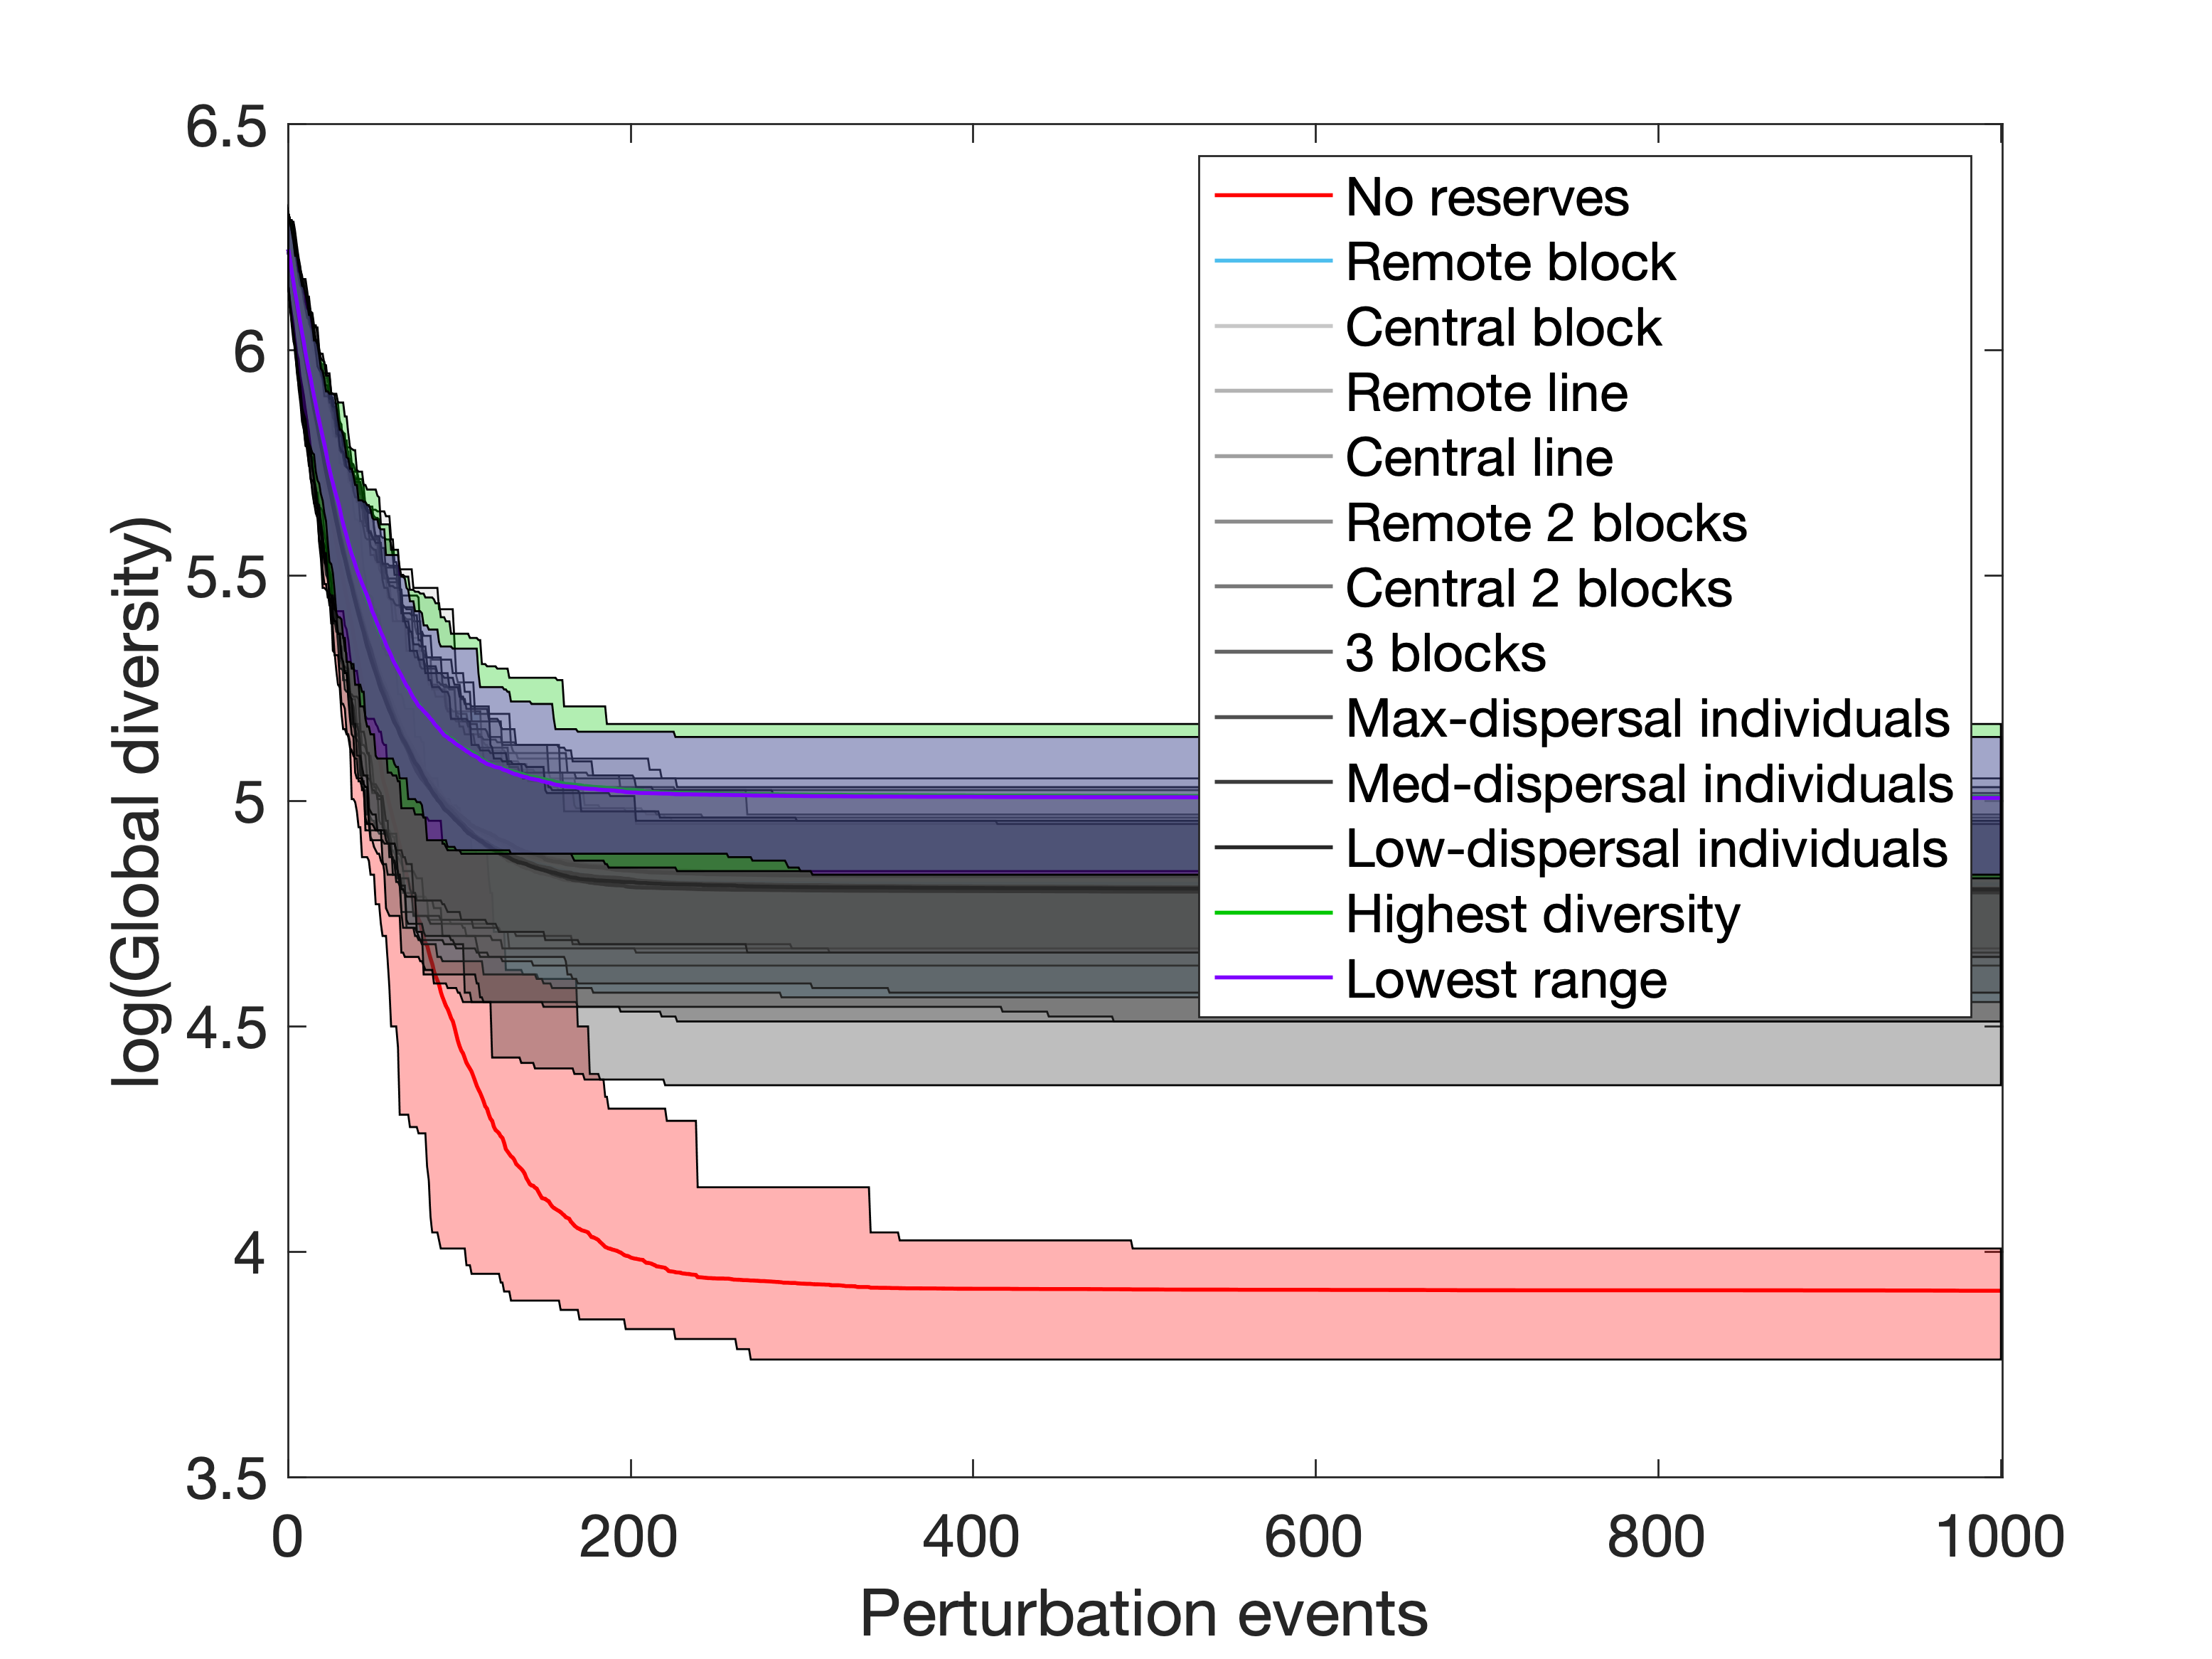 6.5
6
5.5
5
4.5
4
3.5
log(Global diversity)
0
200
400
600
800
1000
Perturbation events
No reserves
Remote block
Central block
Remote line
Central line
Remote 2 blocks
Central 2 blocks
3 blocks
Max-dispersal individuals
Med-dispersal individuals
Low-dispersal individuals
Highest diversity
Lowest range